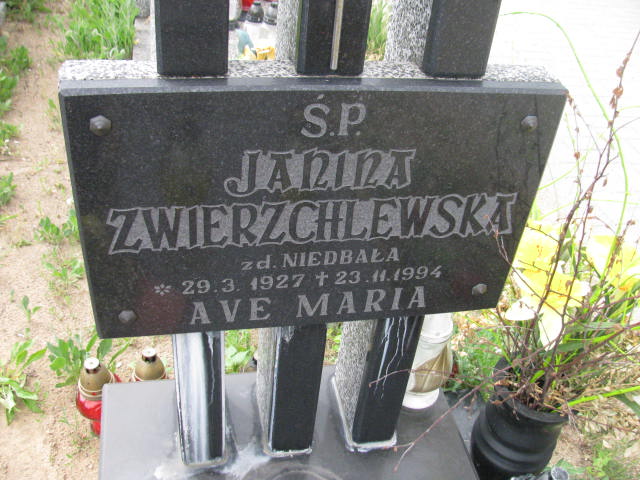 Ś.P.
JANINA
ZWIERZCHLEWSKA
zd. NIEDBAŁA
* 29.3.1927 † 23.11.1994
AVE MARIA